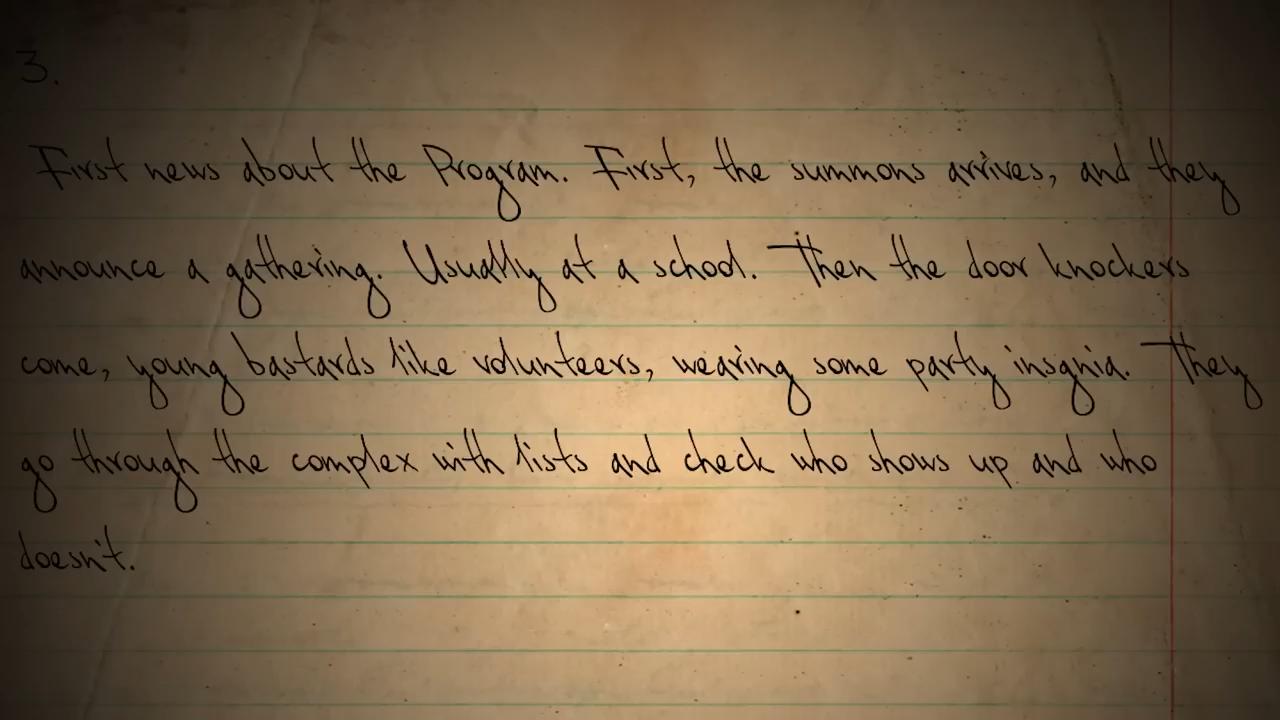 3.
First news about the Program. First, the summons arrives, and they
announce a gathering. Usually at a school. Then the door knockers
come, young bastards like volunteers, wearing some party insignia. They
go through the complex with lists and check who shows up and who
doesn't.